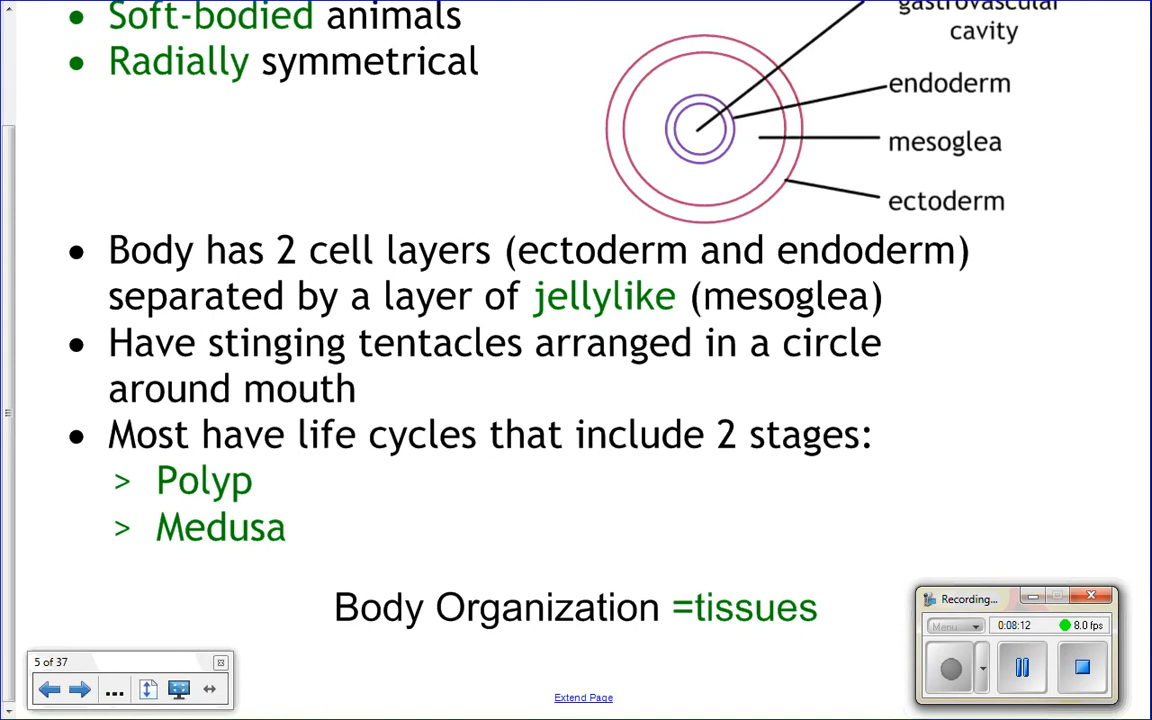 • Soft-bodied animals
• Radially symmetrical
gastrovascular
cavity
endoderm
mesoglea
ectoderm
• Body has 2 cell layers (ectoderm and endoderm)
separated by a layer of jellylike (mesoglea)
• Have stinging tentacles arranged in a circle
around mouth
• Most have life cycles that include 2 stages:
> Polyp
> Medusa
Body Organization =tissues
Recording...
Menu
0:08:12
8.0 fps
5 of 37
...
Extend Page